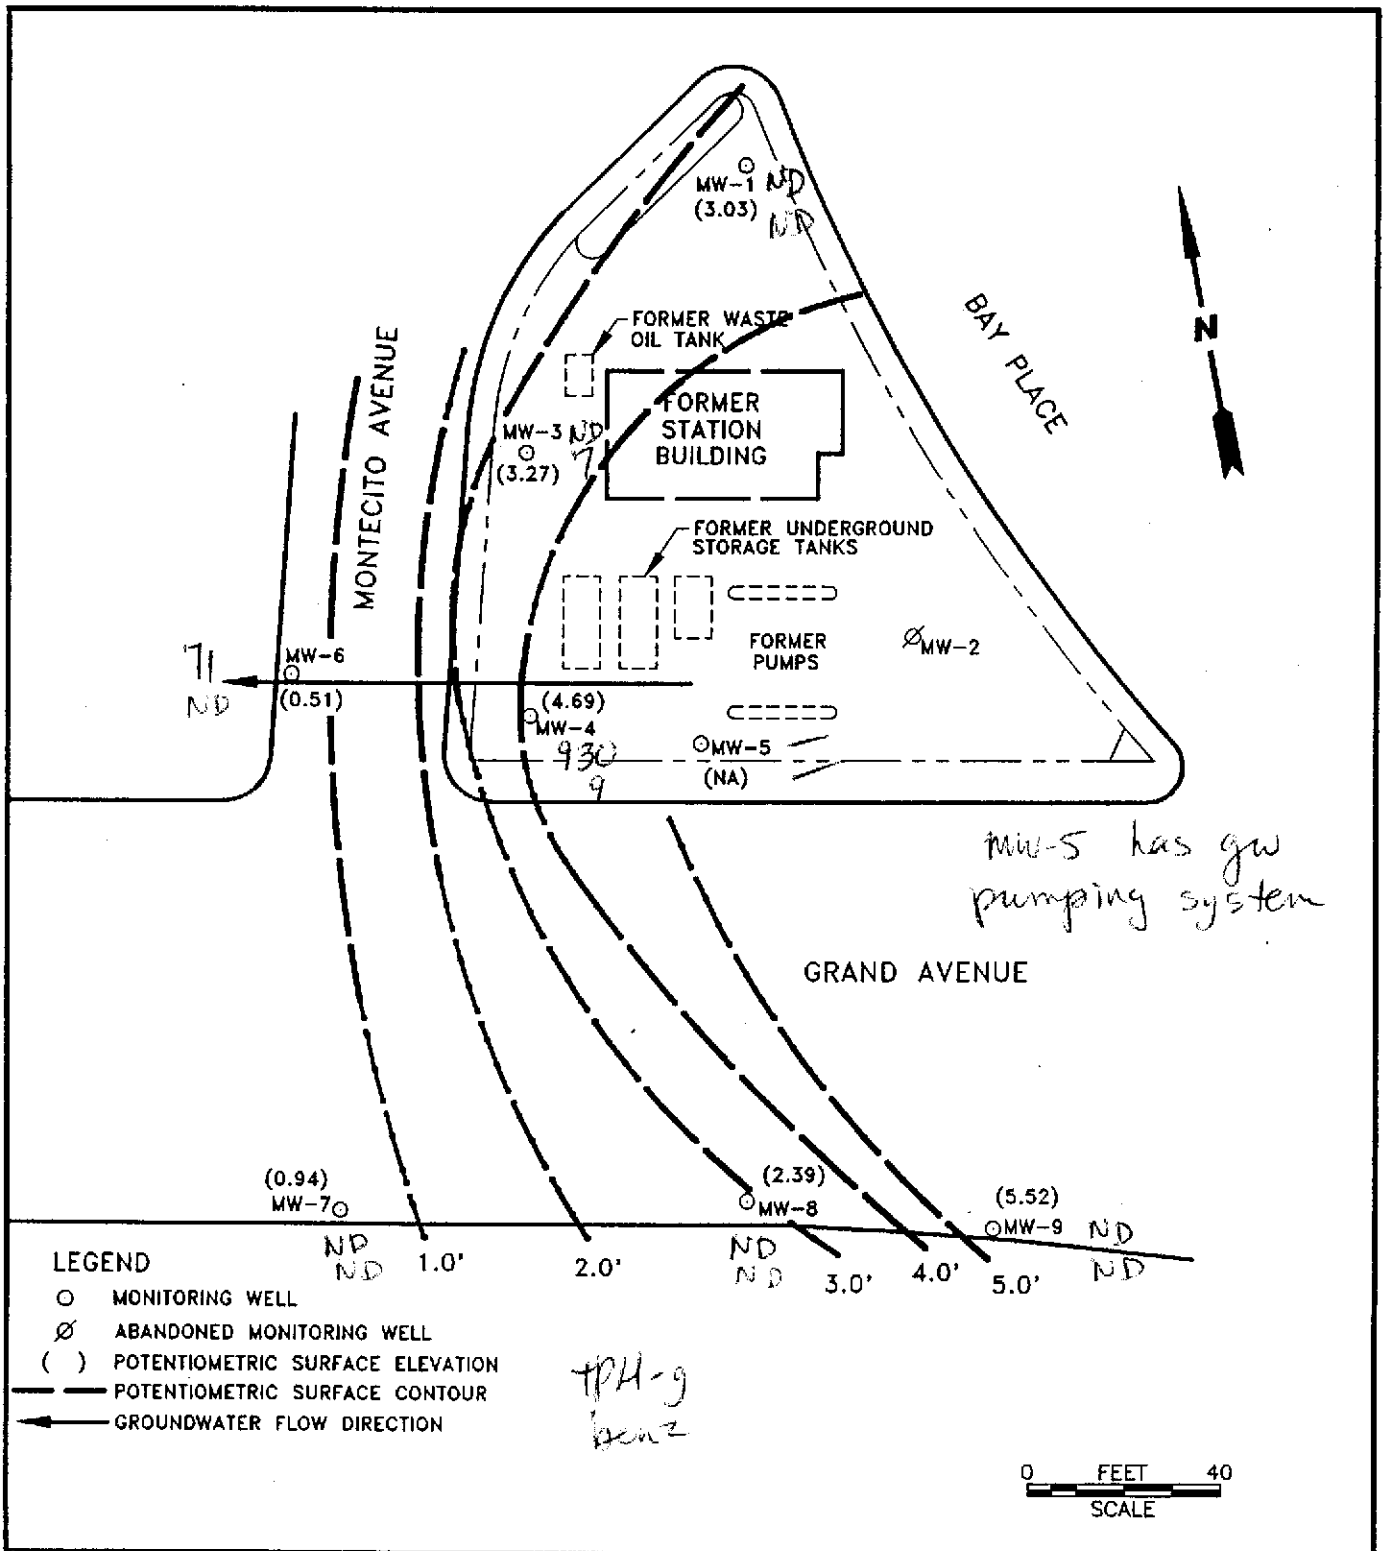 MW-1 ND
(3.03) ND
FORMER WASTE
OIL TANK
BAY PLACE
N
MONTECITO AVENUE
FORMER
STATION
BUILDING
MW-3 ND
(3.27) 7
FORMER UNDERGROUND
STORAGE TANKS
FORMER
PUMPS
MW-2
71
ND
MW-6
(0.51)
(4.69)
MW-4
930
9
MW-5
(NA)
MW-5 has gw
pumping system
GRAND AVENUE
(0.94)
MW-7
ND
ND
(2.39)
MW-8
ND
ND
(5.52)
MW-9 ND
ND
1.0'
2.0'
3.0'
4.0'
5.0'
LEGEND
MONITORING WELL
ABANDONED MONITORING WELL
( ) POTENTIOMETRIC SURFACE ELEVATION
POTENTIOMETRIC SURFACE CONTOUR
GROUNDWATER FLOW DIRECTION
TPH-g
benz
0 FEET 40
SCALE